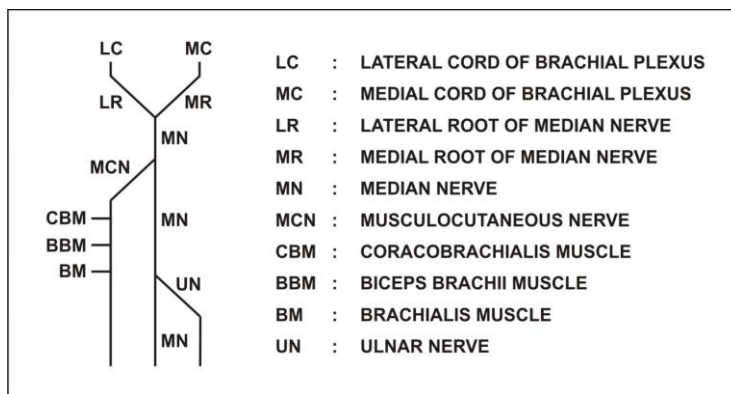 LC MC
LR MR
MN
MCN
CBM MN
BBM
BM
UN
MN
LC : LATERAL CORD OF BRACHIAL PLEXUS
MC : MEDIAL CORD OF BRACHIAL PLEXUS
LR : LATERAL ROOT OF MEDIAN NERVE
MR : MEDIAL ROOT OF MEDIAN NERVE
MN : MEDIAN NERVE
MCN : MUSCULOCUTANEOUS NERVE
CBM : CORACOBRACHIALIS MUSCLE
BBM : BICEPS BRACHII MUSCLE
BM : BRACHIALIS MUSCLE
UN : ULNAR NERVE